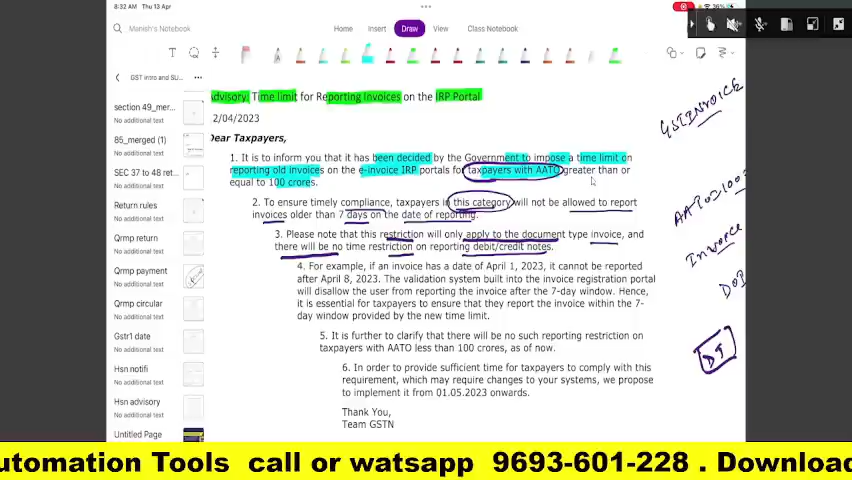 8:32 AM Thu 13 Apr
36%
Manish's Notebook
Home Insert Draw View Class Notebook
GST intro and SU...
section 49_mer...
No additional text
85_merged (1)
No additional text
SEC 37 to 48 ret...
No additional text
Return rules
No additional text
Qrmp return
No additional text
Qrmp payment
No additional text
Qrmp circular
No additional text
Gstr1 date
No additional text
Hsn notifi
No additional text
Hsn advisory
No additional text
Untitled Page
Advisory: Time limit for Reporting Invoices on the IRP Portal
2/04/2023
Dear Taxpayers,
1. It is to inform you that it has been decided by the Government to impose a time limit on
reporting old invoices on the e-invoice IRP portals for taxpayers with AATO greater than or
equal to 100 crores.
2. To ensure timely compliance, taxpayers in this category will not be allowed to report
invoices older than 7 days on the date of reporting.
3. Please note that this restriction will only apply to the document type invoice, and
there will be no time restriction on reporting debit/credit notes.
4. For example, if an invoice has a date of April 1, 2023, it cannot be reported
after April 8, 2023. The validation system built into the invoice registration portal
will disallow the user from reporting the invoice after the 7-day window. Hence,
it is essential for taxpayers to ensure that they report the invoice within the 7-
day window provided by the new time limit.
5. It is further to clarify that there will be no such reporting restriction on
taxpayers with AATO less than 100 crores, as of now.
6. In order to provide sufficient time for taxpayers to comply with this
requirement, which may require changes to your systems, we propose
to implement it from 01.05.2023 onwards.
Thank You,
Team GSTN
GST INVOICE
Invoice
utomation Tools call or watsapp 9693-601-228 . Download